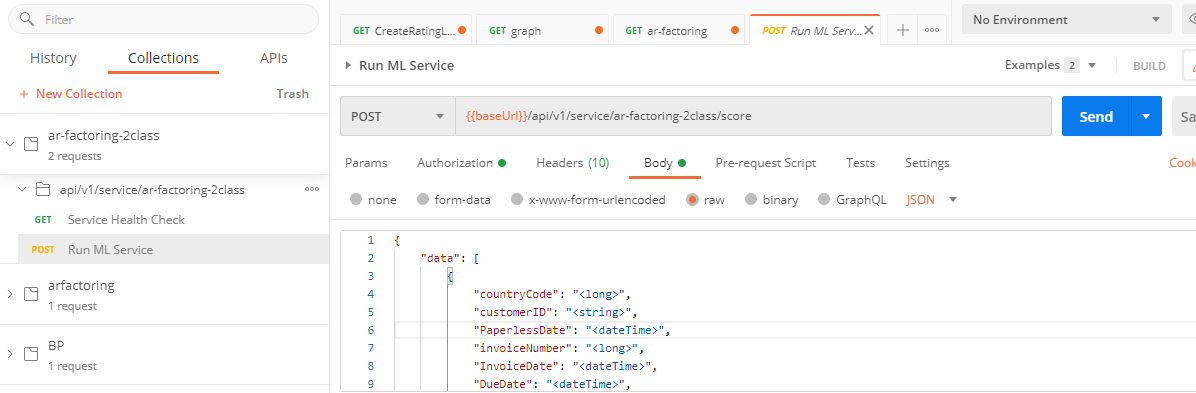 Filter
History Collections APIs
+ New Collection Trash
ar-factoring-2class
2 requests
api/v1/service/ar-factoring-2class
GET Service Health Check
POST Run ML Service
arfactoring
1 request
BP
1 request
GET CreateRatingL... GET graph GET ar-factoring POST Run ML Serv... No Environment
Run ML Service Examples 2 BUILD
POST {{baseUrl}}/api/v1/service/ar-factoring-2class/score Send Sa
Params Authorization Headers (10) Body Pre-request Script Tests Settings Cook
none form-data x-www-form-urlencoded raw binary GraphQL JSON
1 {
2 "data": [
3 {
4 "countryCode": "<long>",
5 "customerID": "<string>",
6 "PaperlessDate": "<dateTime>",
7 "invoiceNumber": "<long>",
8 "InvoiceDate": "<dateTime>",
9 "DueDate": "<dateTime>",